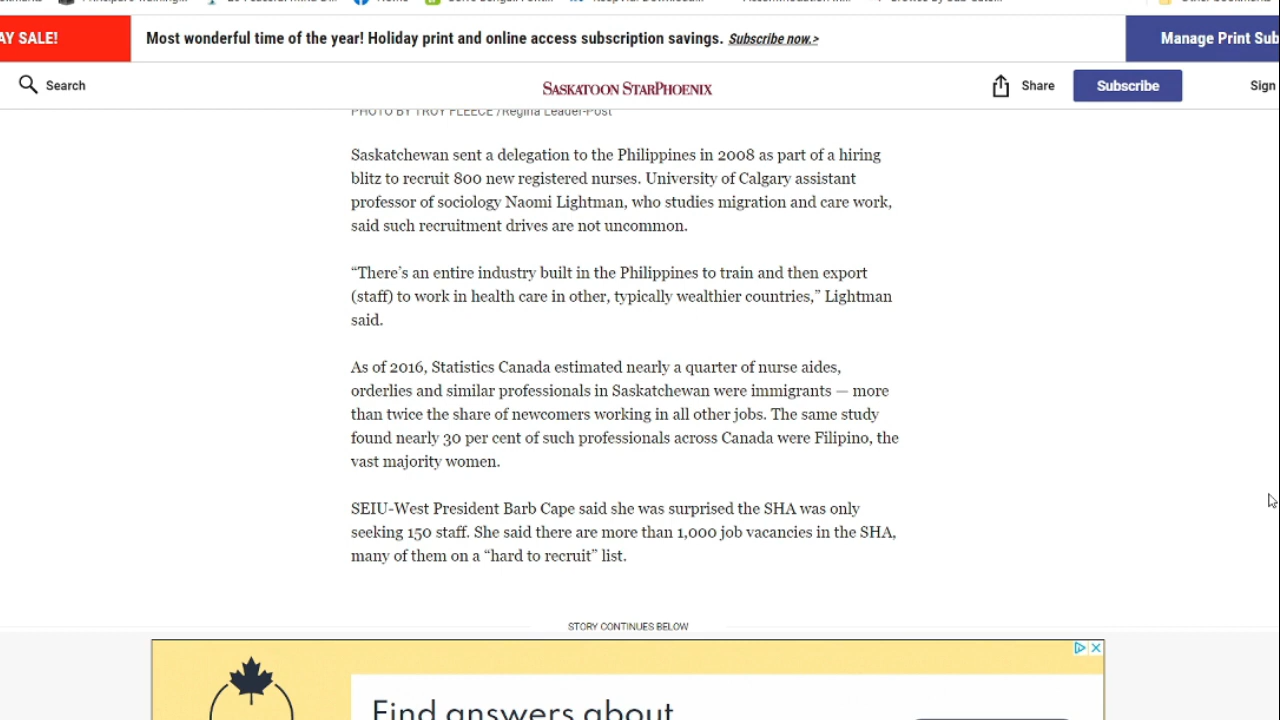 AY SALE!
Most wonderful time of the year! Holiday print and online access subscription savings. Subscribe now.>
Manage Print Sub
Search
SASKATOON STARPHOENIX
Share
Subscribe
Sign
PHOTO BY TROY FLEECE /Regina Leader-Post
Saskatchewan sent a delegation to the Philippines in 2008 as part of a hiring
blitz to recruit 800 new registered nurses. University of Calgary assistant
professor of sociology Naomi Lightman, who studies migration and care work,
said such recruitment drives are not uncommon.
“There’s an entire industry built in the Philippines to train and then export
(staff) to work in health care in other, typically wealthier countries,” Lightman
said.
As of 2016, Statistics Canada estimated nearly a quarter of nurse aides,
orderlies and similar professionals in Saskatchewan were immigrants — more
than twice the share of newcomers working in all other jobs. The same study
found nearly 30 per cent of such professionals across Canada were Filipino, the
vast majority women.
SEIU-West President Barb Cape said she was surprised the SHA was only
seeking 150 staff. She said there are more than 1,000 job vacancies in the SHA,
many of them on a “hard to recruit” list.
STORY CONTINUES BELOW
Find answers about